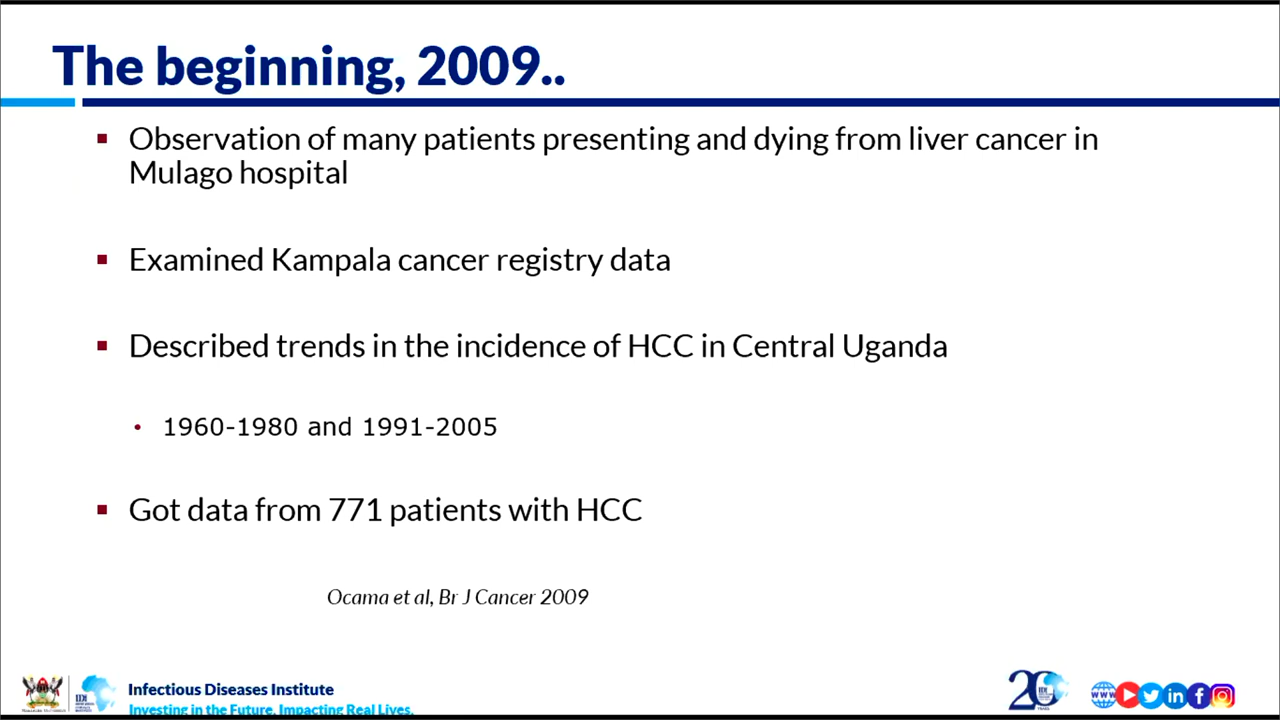 The beginning, 2009..
▪ Observation of many patients presenting and dying from liver cancer in
Mulago hospital
▪ Examined Kampala cancer registry data
▪ Described trends in the incidence of HCC in Central Uganda
• 1960-1980 and 1991-2005
▪ Got data from 771 patients with HCC
Ocama et al, Br J Cancer 2009
Infectious Diseases Institute
Investing in the Future. Impacting Real Lives.
20
www
in